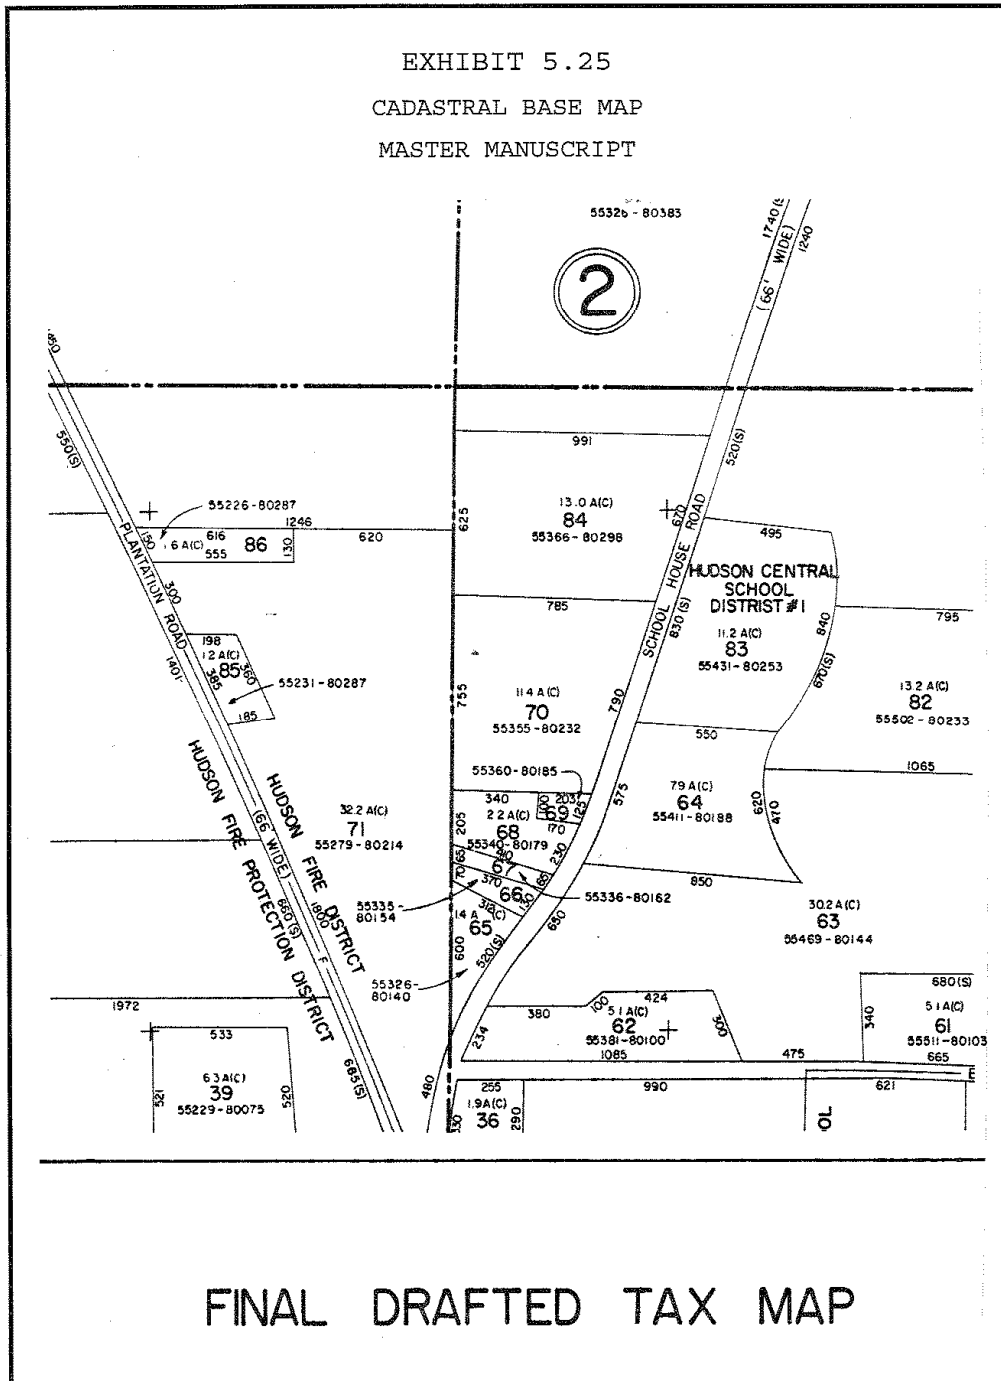 EXHIBIT 5.25
CADASTRAL BASE MAP
MASTER MANUSCRIPT
55326-80383
2
1740(S)
(66' WIDE)
1240
550(S)
520(S)
991
13.0 A(C)
84
55366-80298
625
670
55226-80287
1246
616
620
150
1.6 A(C)
555
86
130
495
HUDSON CENTRAL
SCHOOL
DISTRIST #1
11.2 A(C)
83
55431-80253
PLANTATION ROAD
300
SCHOOL HOUSE ROAD
830(S)
785
840
795
670(S)
198
1.2 A(C)
85
385
360
185
55231-80287
1401
755
11.4 A(C)
70
55355-80232
790
13.2 A(C)
82
55502-80233
550
1065
55360-80185
340
100
203
69
125
170
575
7.9 A(C)
64
55411-80188
620
470
HUDSON FIRE DISTRICT
HUDSON FIRE PROTECTION DISTRICT
(66' WIDE)
32.2 A(C)
71
55279-80214
205
2.2 A(C)
68
55340-80179
230
65
67
65
850
70
370
66
130
55336-80162
650
660(S)
1800
F
55335-
80154
312
1.4 A(C)
65
600
520(S)
30.2 A(C)
63
55469-80144
55326-
80140
1972
680(S)
380
100
424
5.1 A(C)
62
55381-80100
300
340
5.1 A(C)
61
55511-80103
234
1085
475
665
533
6.3 A(C)
39
55229-80075
521
520
685(S)
480
255
1.9 A(C)
36
290
990
621
E
OL
FINAL DRAFTED TAX MAP